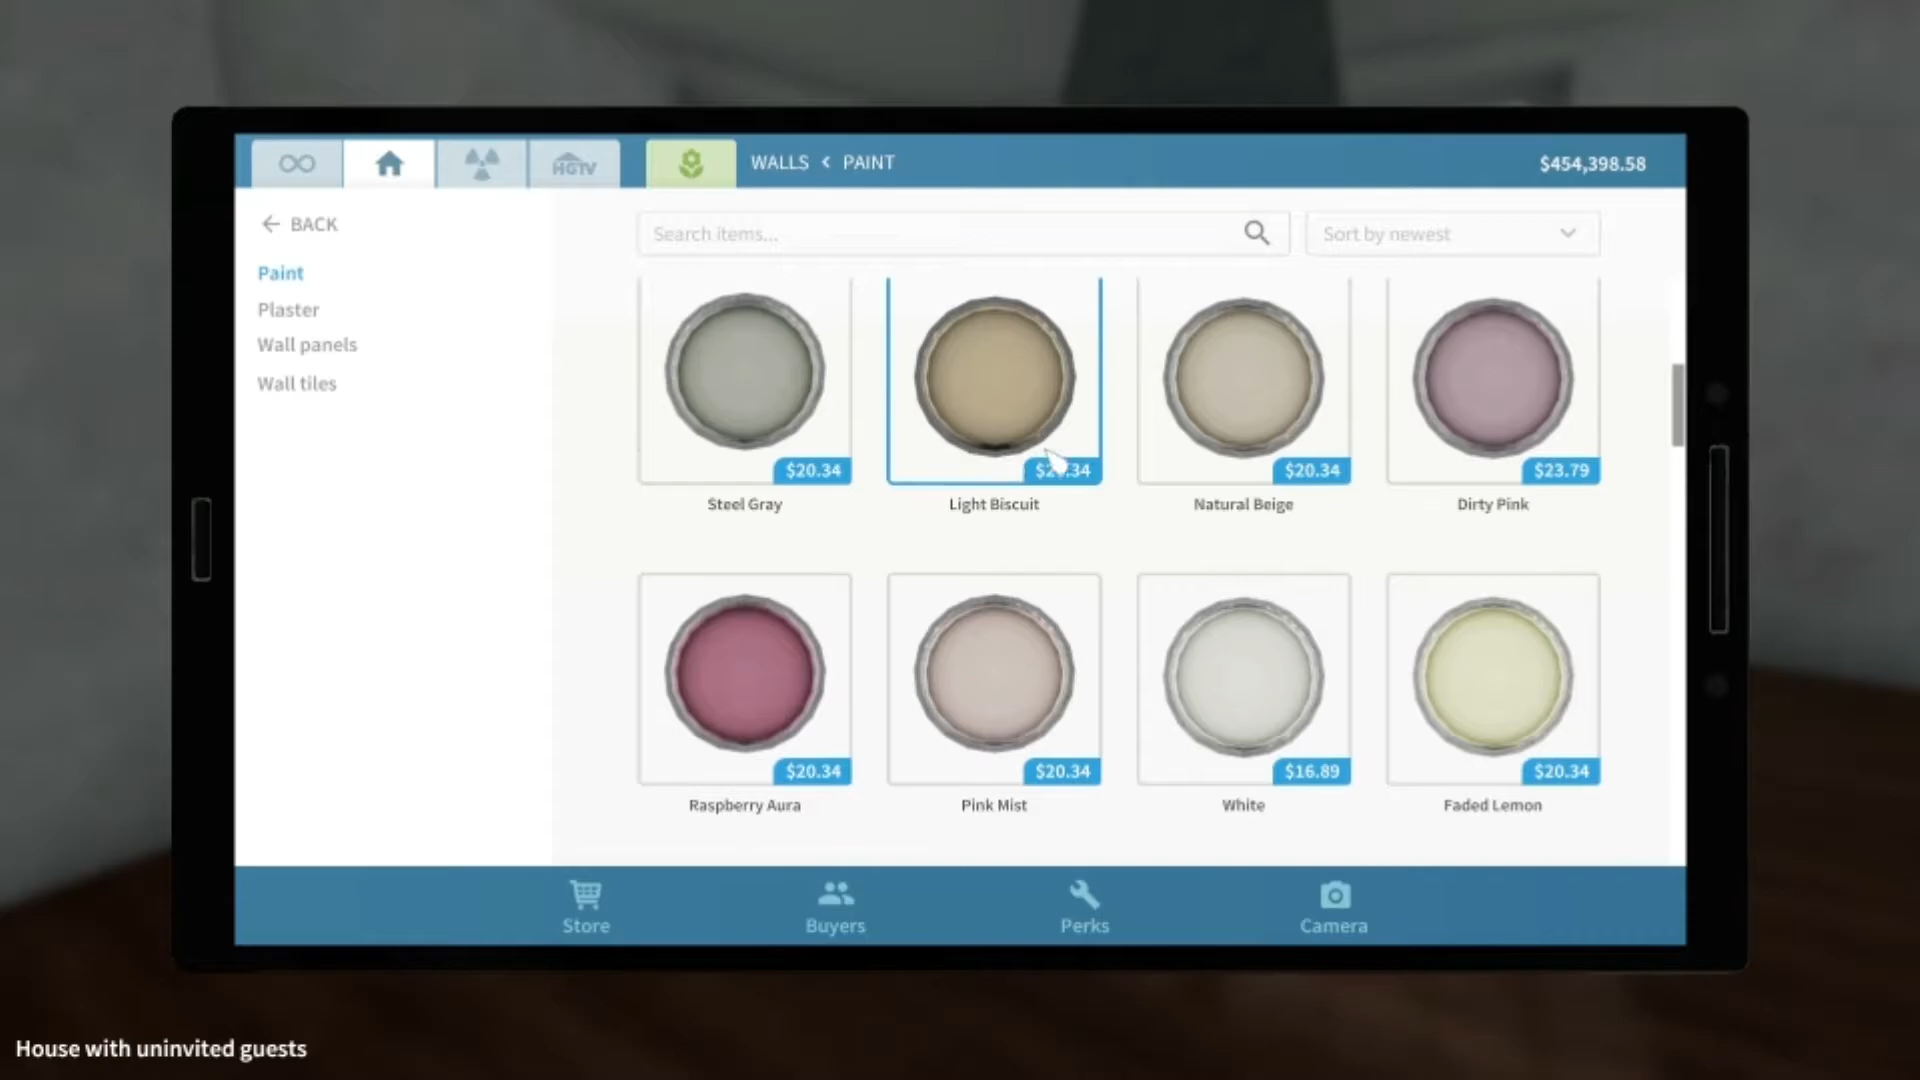 HGTV
WALLS < PAINT
$454,398.58
BACK
Search items...
Sort by newest
Paint
Plaster
Wall panels
Wall tiles
$20.34
$20.34
$23.79
Steel Gray
Light Biscuit
Natural Beige
Dirty Pink
$20.34
$20.34
$16.89
$20.34
Raspberry Aura
Pink Mist
White
Faded Lemon
Store
Buyers
Perks
Camera
House with uninvited guests